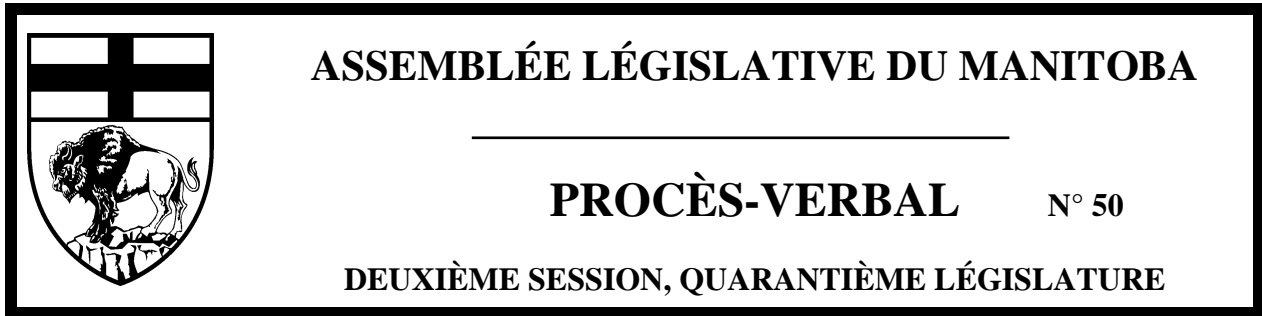 ASSEMBLÉE LÉGISLATIVE DU MANITOBA
PROCÈS-VERBAL N° 50
DEUXIÈME SESSION, QUARANTIÈME LÉGISLATURE